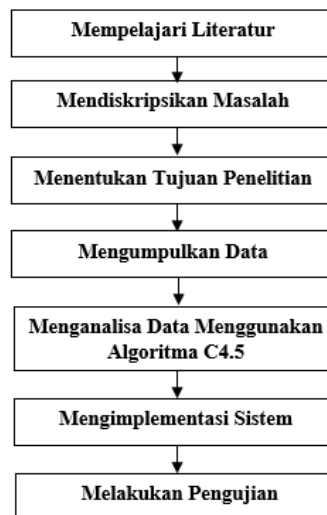 Mempelajari Literatur
Mendiskripsikan Masalah
Menentukan Tujuan Penelitian
Mengumpulkan Data
Menganalisa Data Menggunakan
Algoritma C4.5
Mengimplementasi Sistem
Melakukan Pengujian